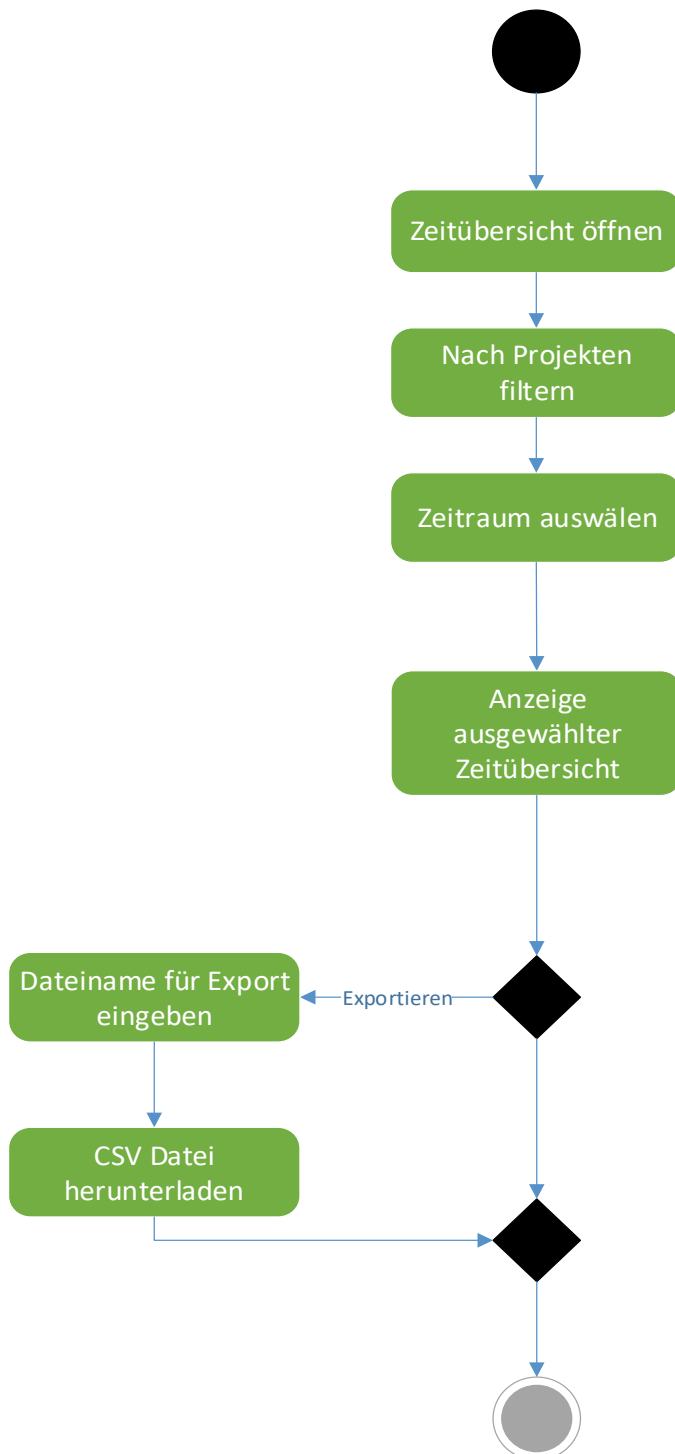 Zeitübersicht öffnen
Nach Projekten
filtern
Zeitraum auswälen
Anzeige
ausgewählter
Zeitübersicht
Exportieren
Dateiname für Export
eingeben
CSV Datei
herunterladen